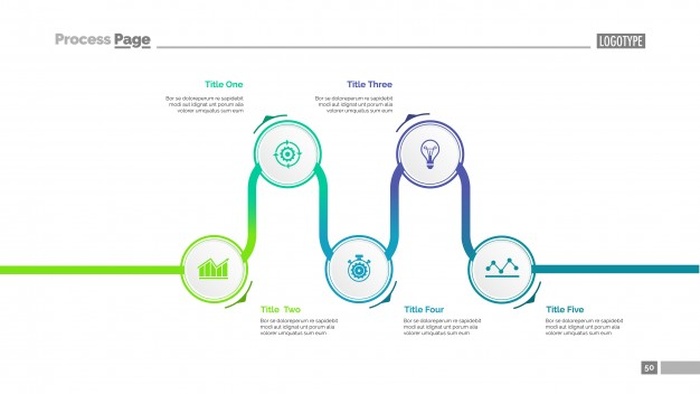 Process Page
LOGOTYPE
Title One
Bor se doloreperum re sapidebit
modi aut idignat unt porum alia
volorer umquatus sum eum
Title Three
Bor se doloreperum re sapidebit
modi aut idignat unt porum alia
volorer umquatus sum eum
Title Two
Bor se doloreperum re sapidebit
modi aut idignat unt porum alia
volorer umquatus sum eum
Title Four
Bor se doloreperum re sapidebit
modi aut idignat unt porum alia
volorer umquatus sum eum
Title Five
Bor se doloreperum re sapidebit
modi aut idignat unt porum alia
volorer umquatus sum eum
50